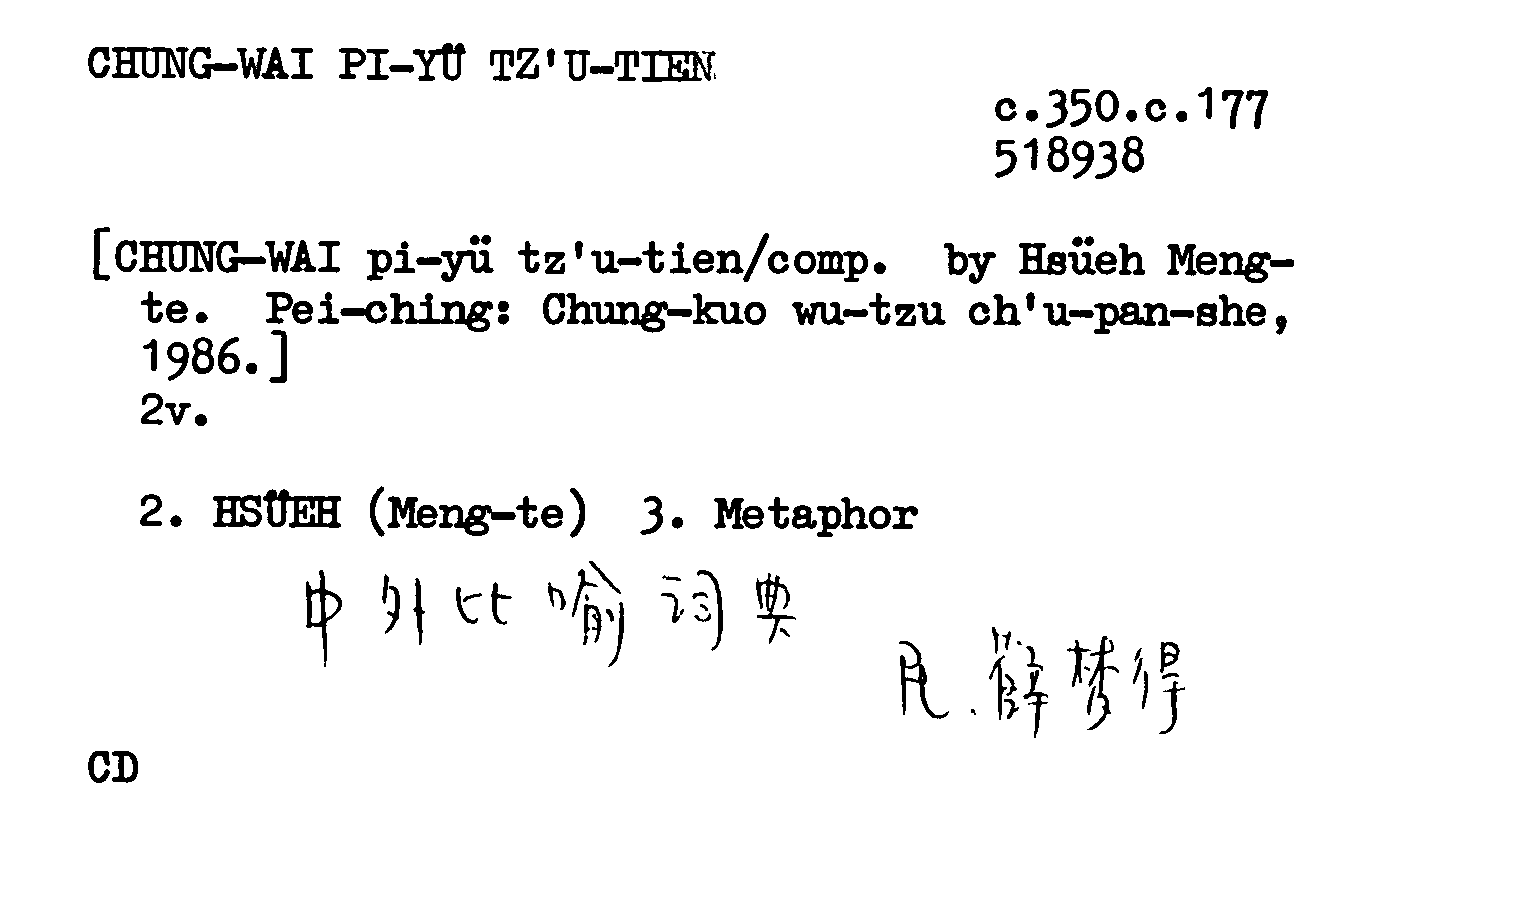 CHUNG-WAI PI-YÜ TZ'U-TIEN
c.350.c.177
518938
[CHUNG-WAI pi-yü tz'u-tien/comp. by Hsüeh Meng-
te. Pei-ching: Chung-kuo wu-tzu ch'u-pan-she,
1986.]
2v.
2. HSÜEH (Meng-te) 3. Metaphor
中外比喻词典
R. 薛梦得
CD